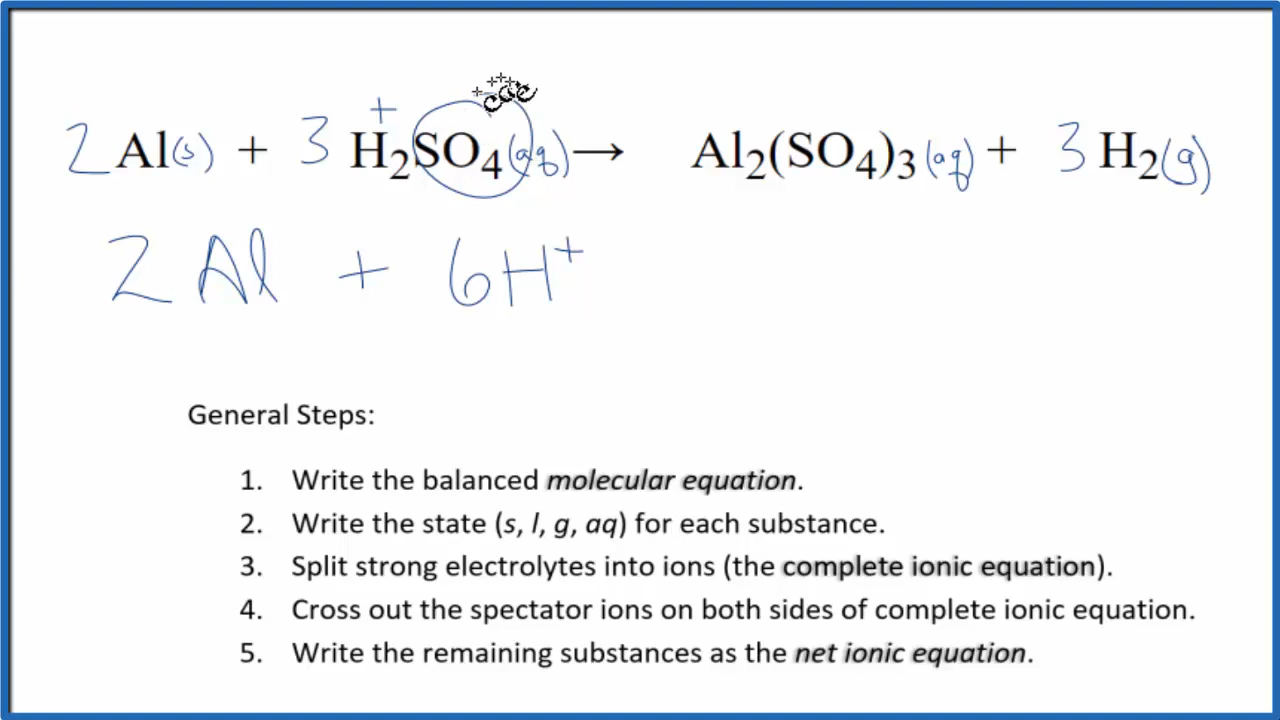 +
2 Al(s) + 3 H₂SO₄(aq) → Al₂(SO₄)₃(aq) + 3 H₂(g)
2 Al + 6H⁺
General Steps:
1. Write the balanced molecular equation.
2. Write the state (s, l, g, aq) for each substance.
3. Split strong electrolytes into ions (the complete ionic equation).
4. Cross out the spectator ions on both sides of complete ionic equation.
5. Write the remaining substances as the net ionic equation.